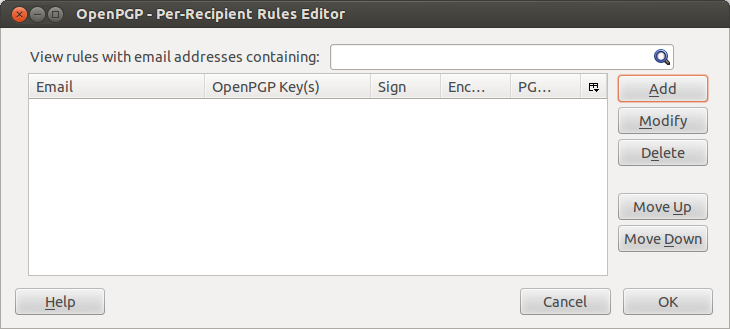 OpenPGP - Per-Recipient Rules Editor
View rules with email addresses containing:
Email OpenPGP Key(s) Sign Enc... PG...
Add
Modify
Delete
Move Up
Move Down
Help Cancel OK